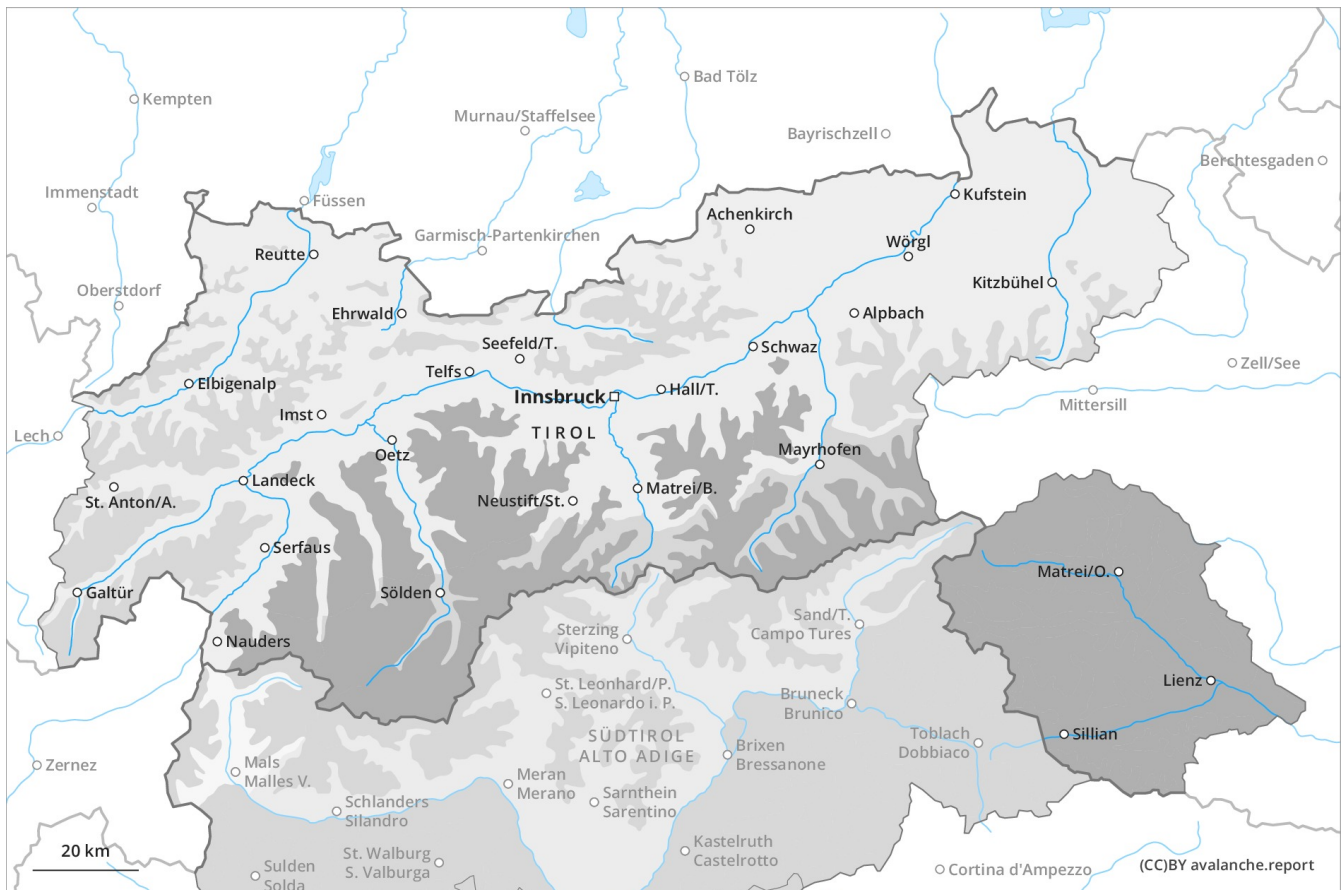 Bad Tölz
Kempten
Murnau/Staffelsee
Bayrischzell
Berchtesgaden
Immenstadt
Füssen
Kufstein
Achenkirch
Garmisch-Partenkirchen
Wörgl
Reutte
Oberstdorf
Kitzbühel
Ehrwald
Alpbach
Seefeld/T.
Schwaz
Zell/See
Telfs
Elbigenalp
Innsbruck
Hall/T.
Mittersill
Imst
Lech
TIROL
Oetz
Mayrhofen
Landeck
St. Anton/A.
Neustift/St.
Matrei/B.
Serfaus
Matrei/O.
Galtür
Sölden
Sand/T.
Campo Tures
Sterzing
Vipiteno
Nauders
Lienz
St. Leonhard/P.
S. Leonardo i. P.
Bruneck
Brunico
SÜDTIROL
ALTO ADIGE
Toblach
Dobbiaco
Sillian
Brixen
Bressanone
Zernez
Mals
Malles V.
Meran
Merano
Schlanders
Silandro
Sarnthein
Sarentino
20 km
St. Walburg
S. Valburga
Kastelruth
Castelrotto
Sulden
Solda
Cortina d'Ampezzo
(CC)BY avalanche.report